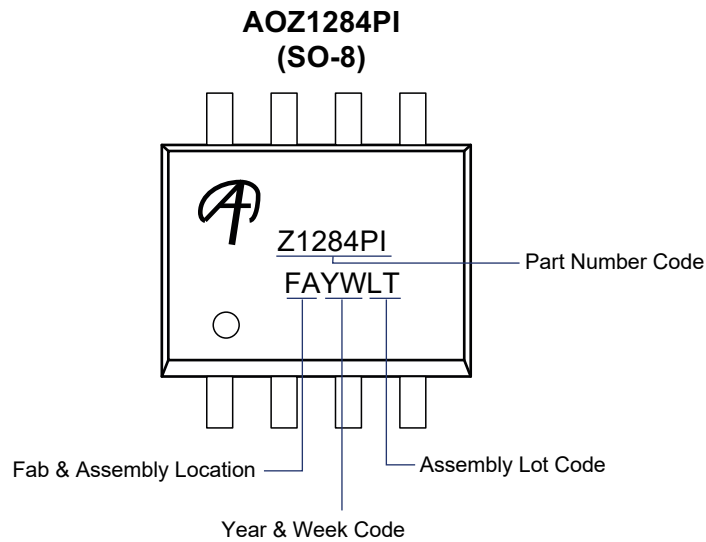 AOZ1284PI
(SO-8)
Z1284PI
Part Number Code
FAYWLT
Fab & Assembly Location
Assembly Lot Code
Year & Week Code